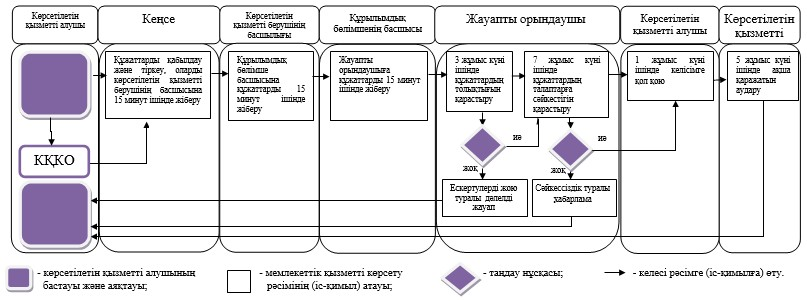 Көрсетілетін
қызметті алушы
Кеңсе
Көрсетілетін
қызметті берушінің
басшылығы
Құрылымдық
бөлімшенің басшысы
Жауапты орындаушы
Көрсетілетін
қызметті алушы
Көрсетілетін
қызметті
Құжаттарды қабылдау
және тіркеу, оларды
көрсетілетін қызметті
берушінің басшысына
15 минут ішінде жіберу
Құрылымдық
бөлімше
басшысына
құжаттарды 15
минут ішінде
жіберу
Жауапты
орындаушыға
құжаттарды 15 минут
ішінде жіберу
3 жұмыс күні
ішінде
құжаттардың
толықтығын
қарастыру
7 жұмыс күні
ішінде
құжаттардың
талаптарға
сәйкестігін
қарастыру
1 жұмыс күні
ішінде келісімге
қол қою
5 жұмыс күні
ішінде ақша
қаражатын
аудару
КҚКО
иә
иә
жоқ
жоқ
Ескертулерді жою
туралы дәлелді
жауап
Сәйкессіздік туралы
хабарлама
- көрсетілетін қызметті алушының
бастауы және аяқтауы;
- мемлекеттік қызметті көрсету
рәсімінің (іс-қимыл) атауы;
- таңдау нұсқасы;
- келесі рәсімге (іс-қимылға) өту.